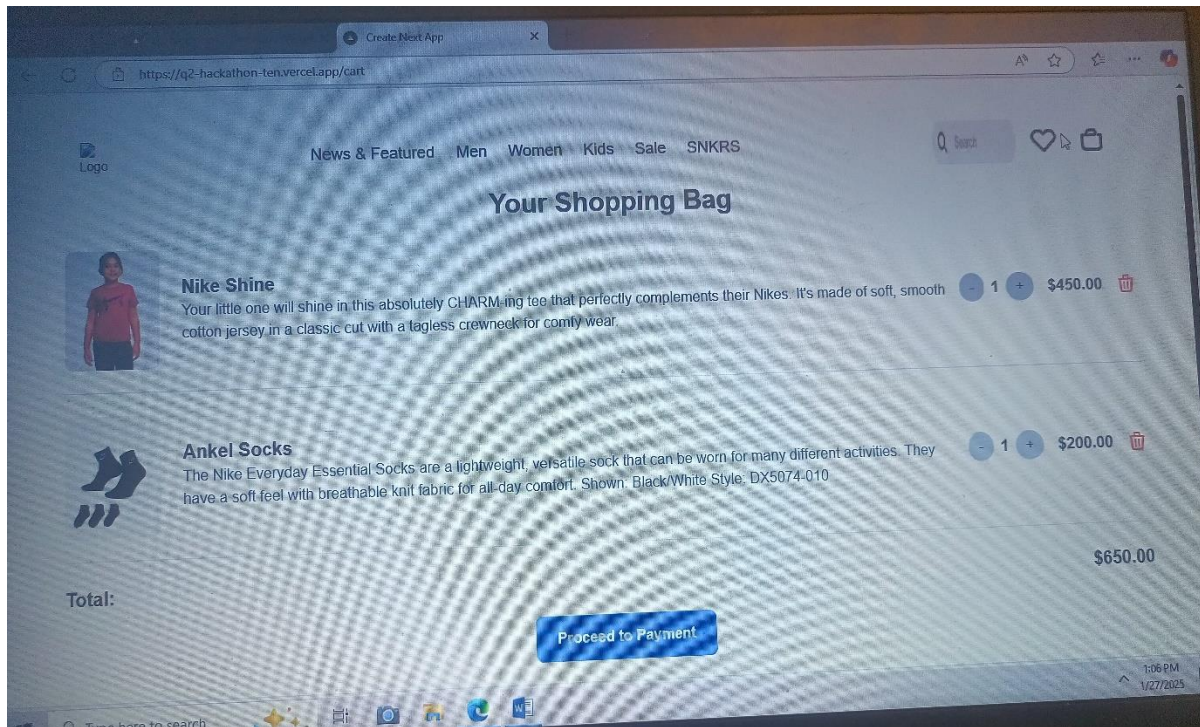 Create Next App
https://q2-hackathon-ten.vercel.app/cart
Logo
News & Featured Men Women Kids Sale SNKRS
Search
Your Shopping Bag
Nike Shine
Your little one will shine in this absolutely CHARM-ing tee that perfectly complements their Nikes. It's made of soft, smooth
cotton jersey in a classic cut with a tagless crewneck for comfy wear.
- 1 + $450.00
Ankel Socks
The Nike Everyday Essential Socks are a lightweight, versatile sock that can be worn for many different activities. They
have a soft feel with breathable knit fabric for all-day comfort. Shown: Black/White Style: DX5074-010
- 1 + $200.00
$650.00
Total:
Proceed to Payment
Type here to search
1:06 PM
1/27/2025